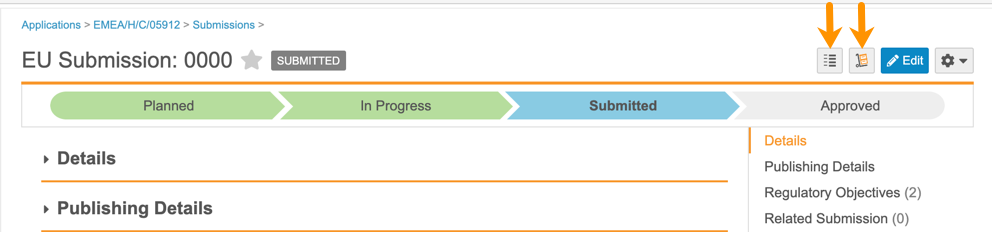 Applications > EMEA/H/C/05912 > Submissions >
EU Submission: 0000 SUBMITTED
Edit
Planned In Progress Submitted Approved
Details
Publishing Details
Details
Publishing Details
Regulatory Objectives (2)
Related Submission (0)